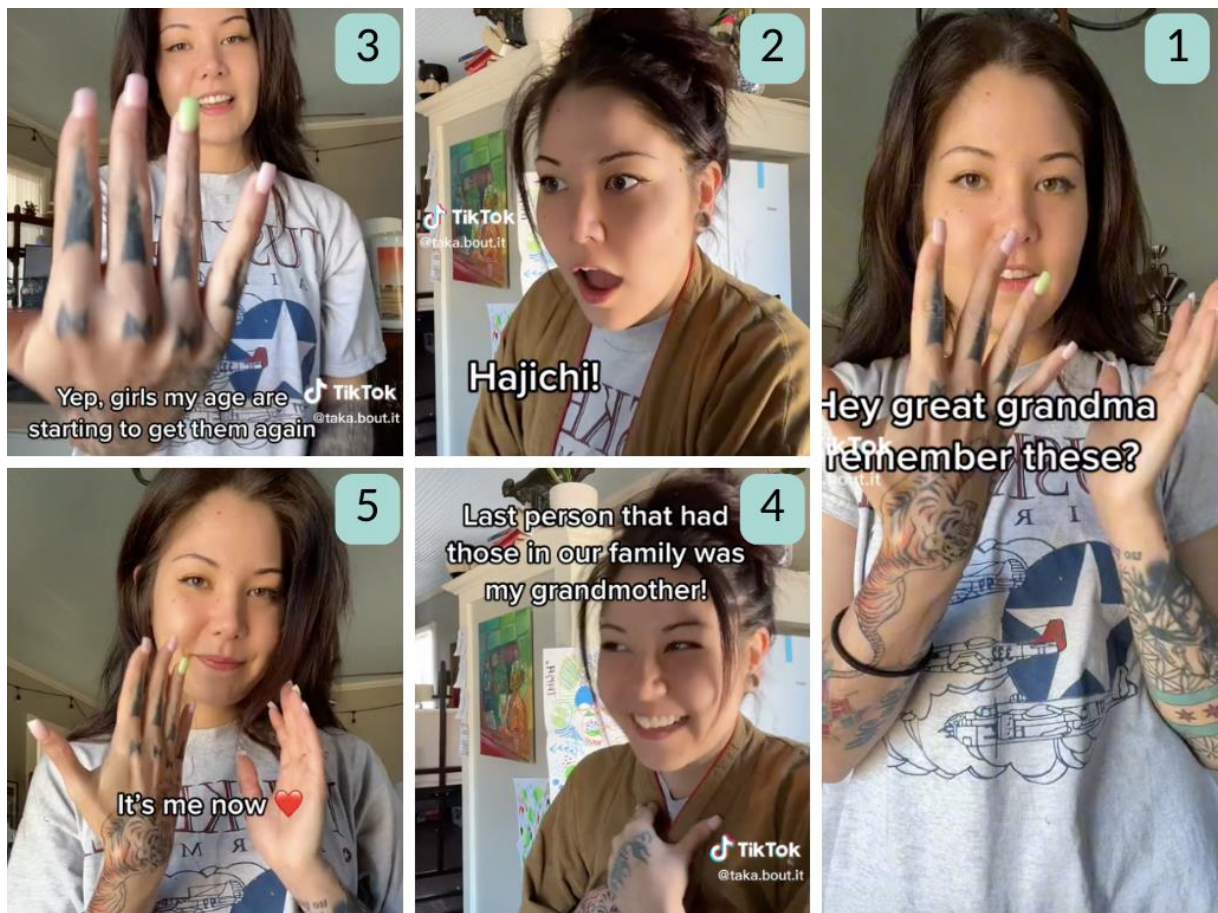 1
Hey great grandma
remember these?
2
TikTok
@taka.bout.it
Hajichi!
3
Yep, girls my age are
starting to get them again
TikTok
@taka.bout.it
4
Last person that had
those in our family was
my grandmother!
TikTok
@taka.bout.it
5
It's me now ❤️